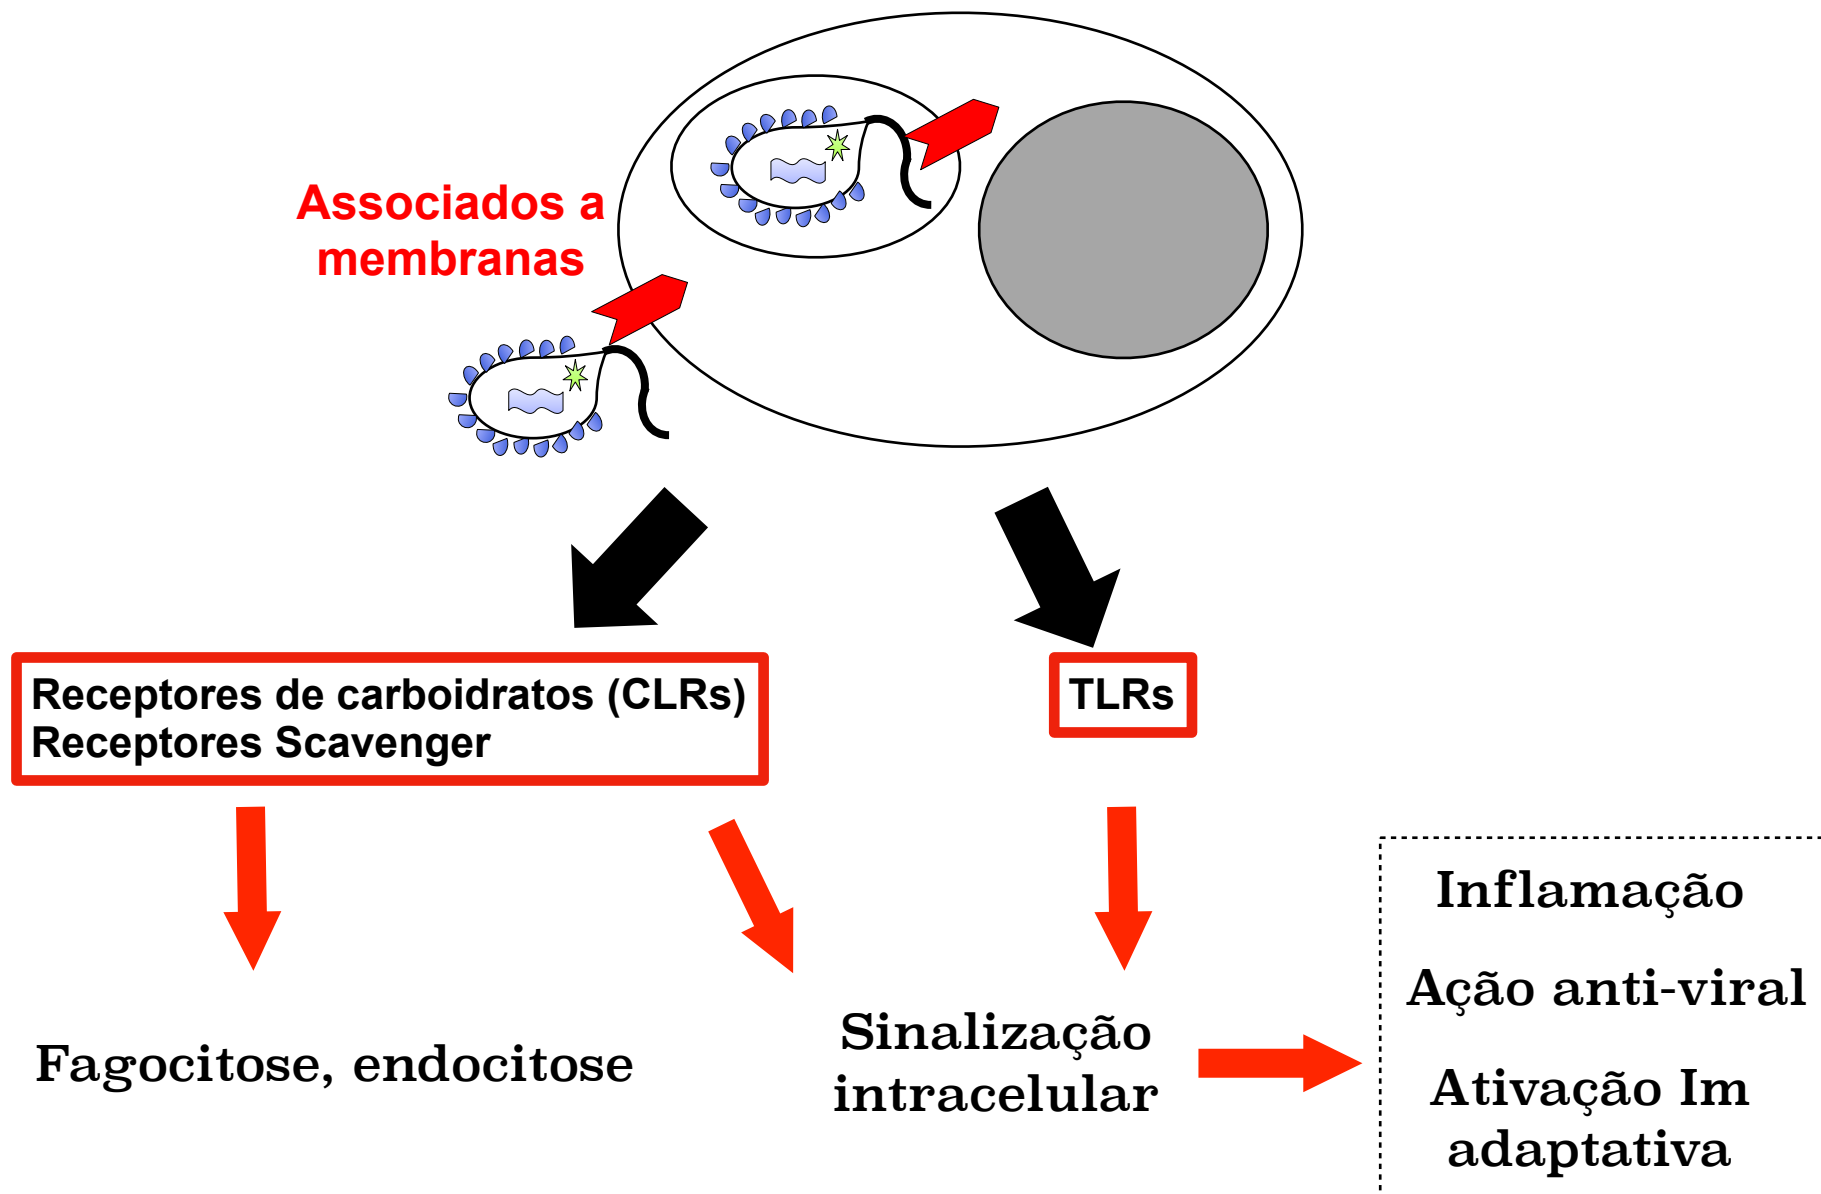 Associados a
membranas
Receptores de carboidratos (CLRs)
Receptores Scavenger
TLRs
Fagocitose, endocitose
Sinalização
intracelular
Inflamação
Ação anti-viral
Ativação Im
adaptativa